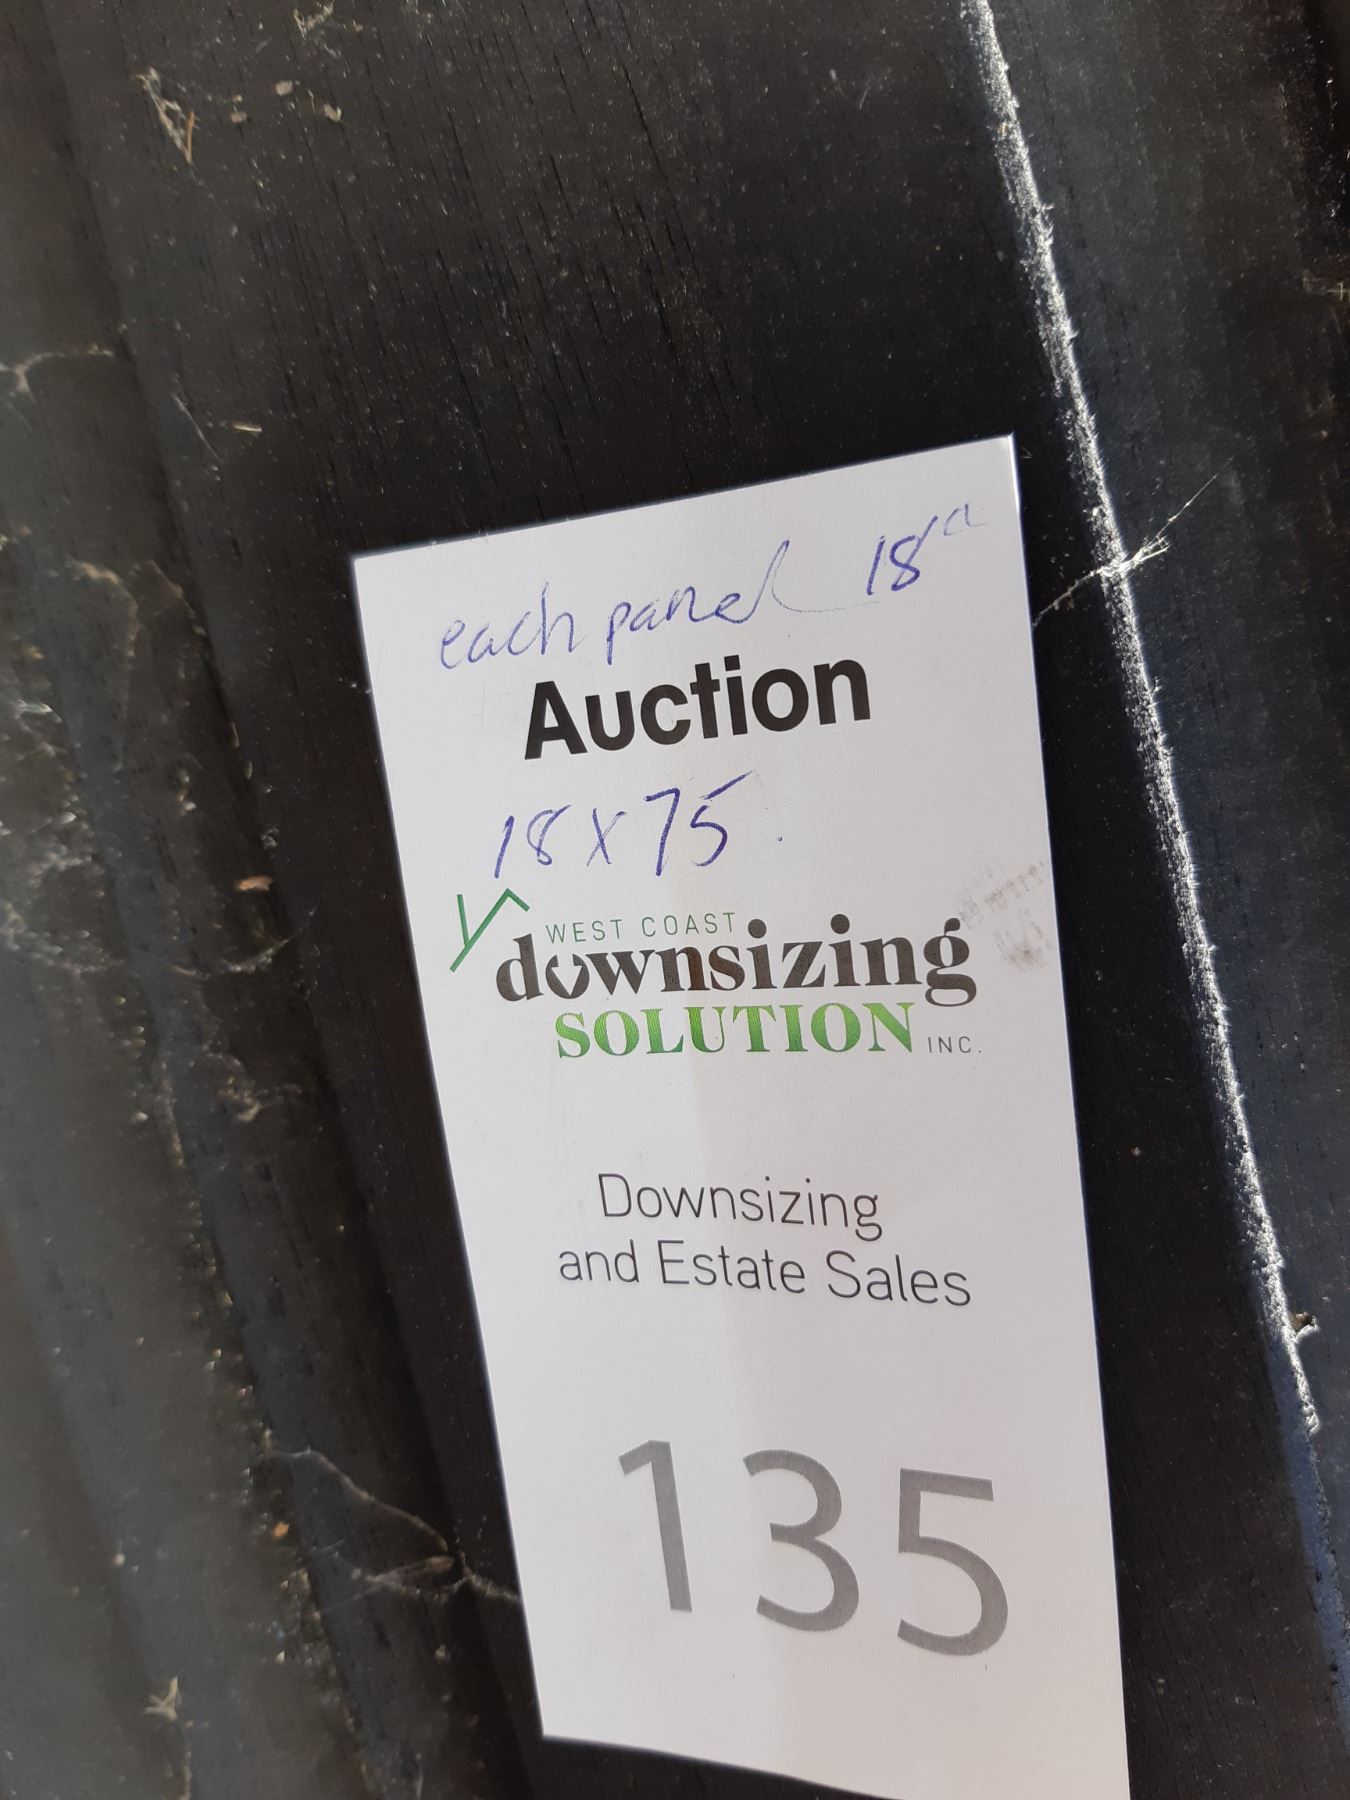 each panel 18
Auction
18 x 75
WEST COAST
downsizing
SOLUTION INC.
Downsizing
and Estate Sales
135